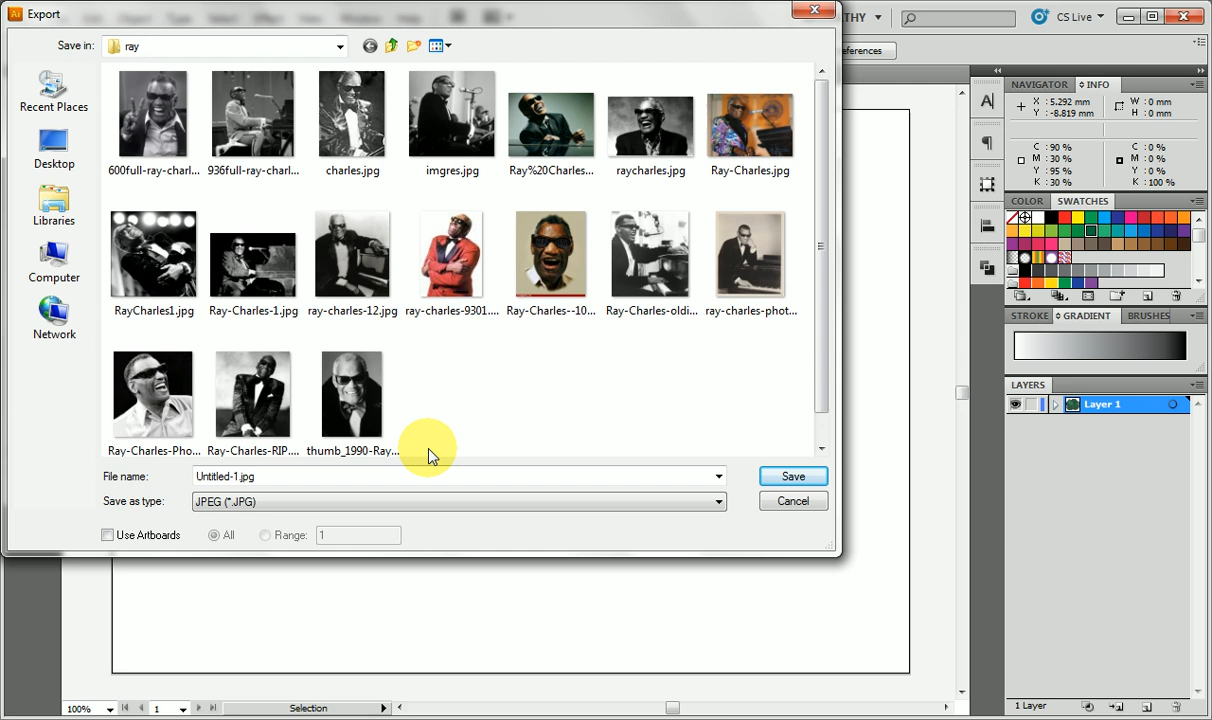 Ai Export
THY
CS Live
Save in: ray
eferences
Recent Places
Desktop
Libraries
Computer
Network
600full-ray-charl...
936full-ray-charl...
charles.jpg
imgres.jpg
Ray%20Charles...
raycharles.jpg
Ray-Charles.jpg
RayCharles1.jpg
Ray-Charles-1.jpg
ray-charles-12.jpg
ray-charles-9301....
Ray-Charles--10...
Ray-Charles-oldi...
ray-charles-phot...
Ray-Charles-Pho...
Ray-Charles-RIP....
thumb_1990-Ray...
File name: Untitled-1.jpg
Save
Save as type: JPEG (*.JPG)
Cancel
Use Artboards All Range: 1
NAVIGATOR INFO
X : 5.292 mm
Y : -8.819 mm
W : 0 mm
H : 0 mm
C : 90 %
M : 30 %
Y : 95 %
K : 30 %
C : 0 %
M : 0 %
Y : 0 %
K : 100 %
COLOR SWATCHES
STROKE GRADIENT BRUSHES
LAYERS
Layer 1
100% 1 Selection
1 Layer